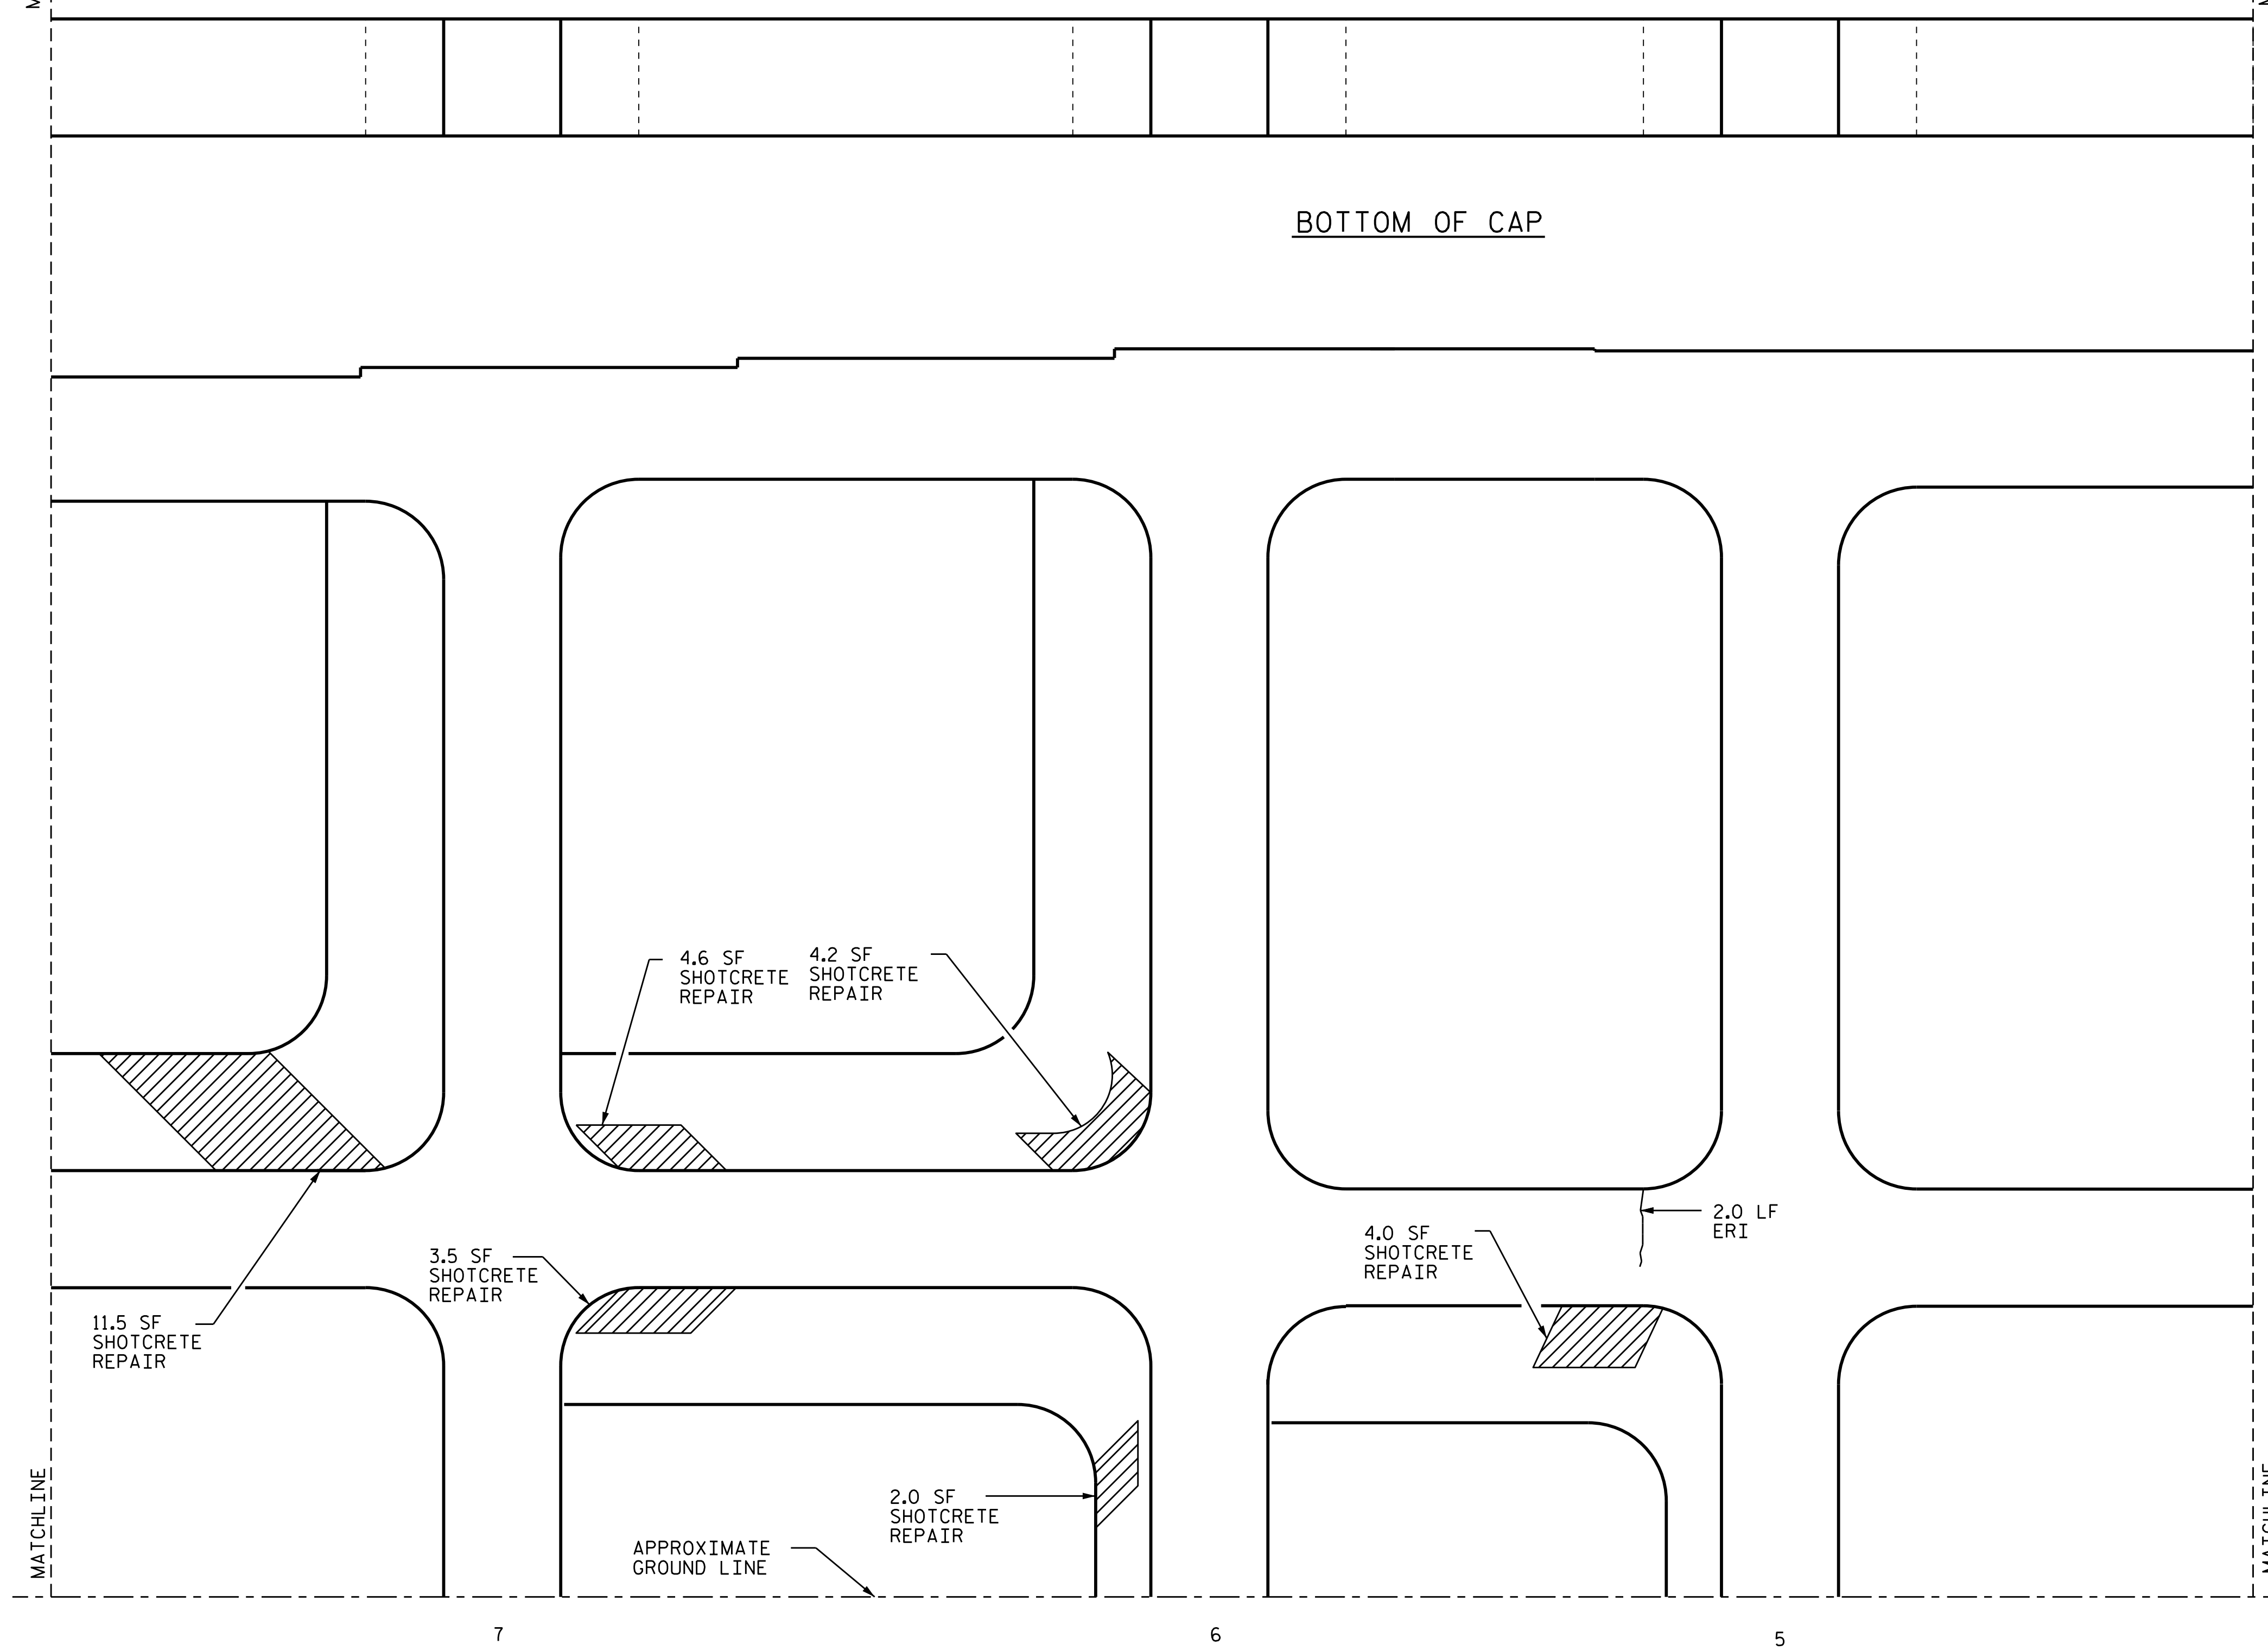 BOTTOM OF CAP
4.6 SF
SHOTCRETE
REPAIR
4.2 SF
SHOTCRETE
REPAIR
2.0 LF
ERI
4.0 SF
SHOTCRETE
REPAIR
3.5 SF
SHOTCRETE
REPAIR
11.5 SF
SHOTCRETE
REPAIR
2.0 SF
SHOTCRETE
REPAIR
APPROXIMATE
GROUND LINE
MATCHLINE
MATCHLINE
7
6
5